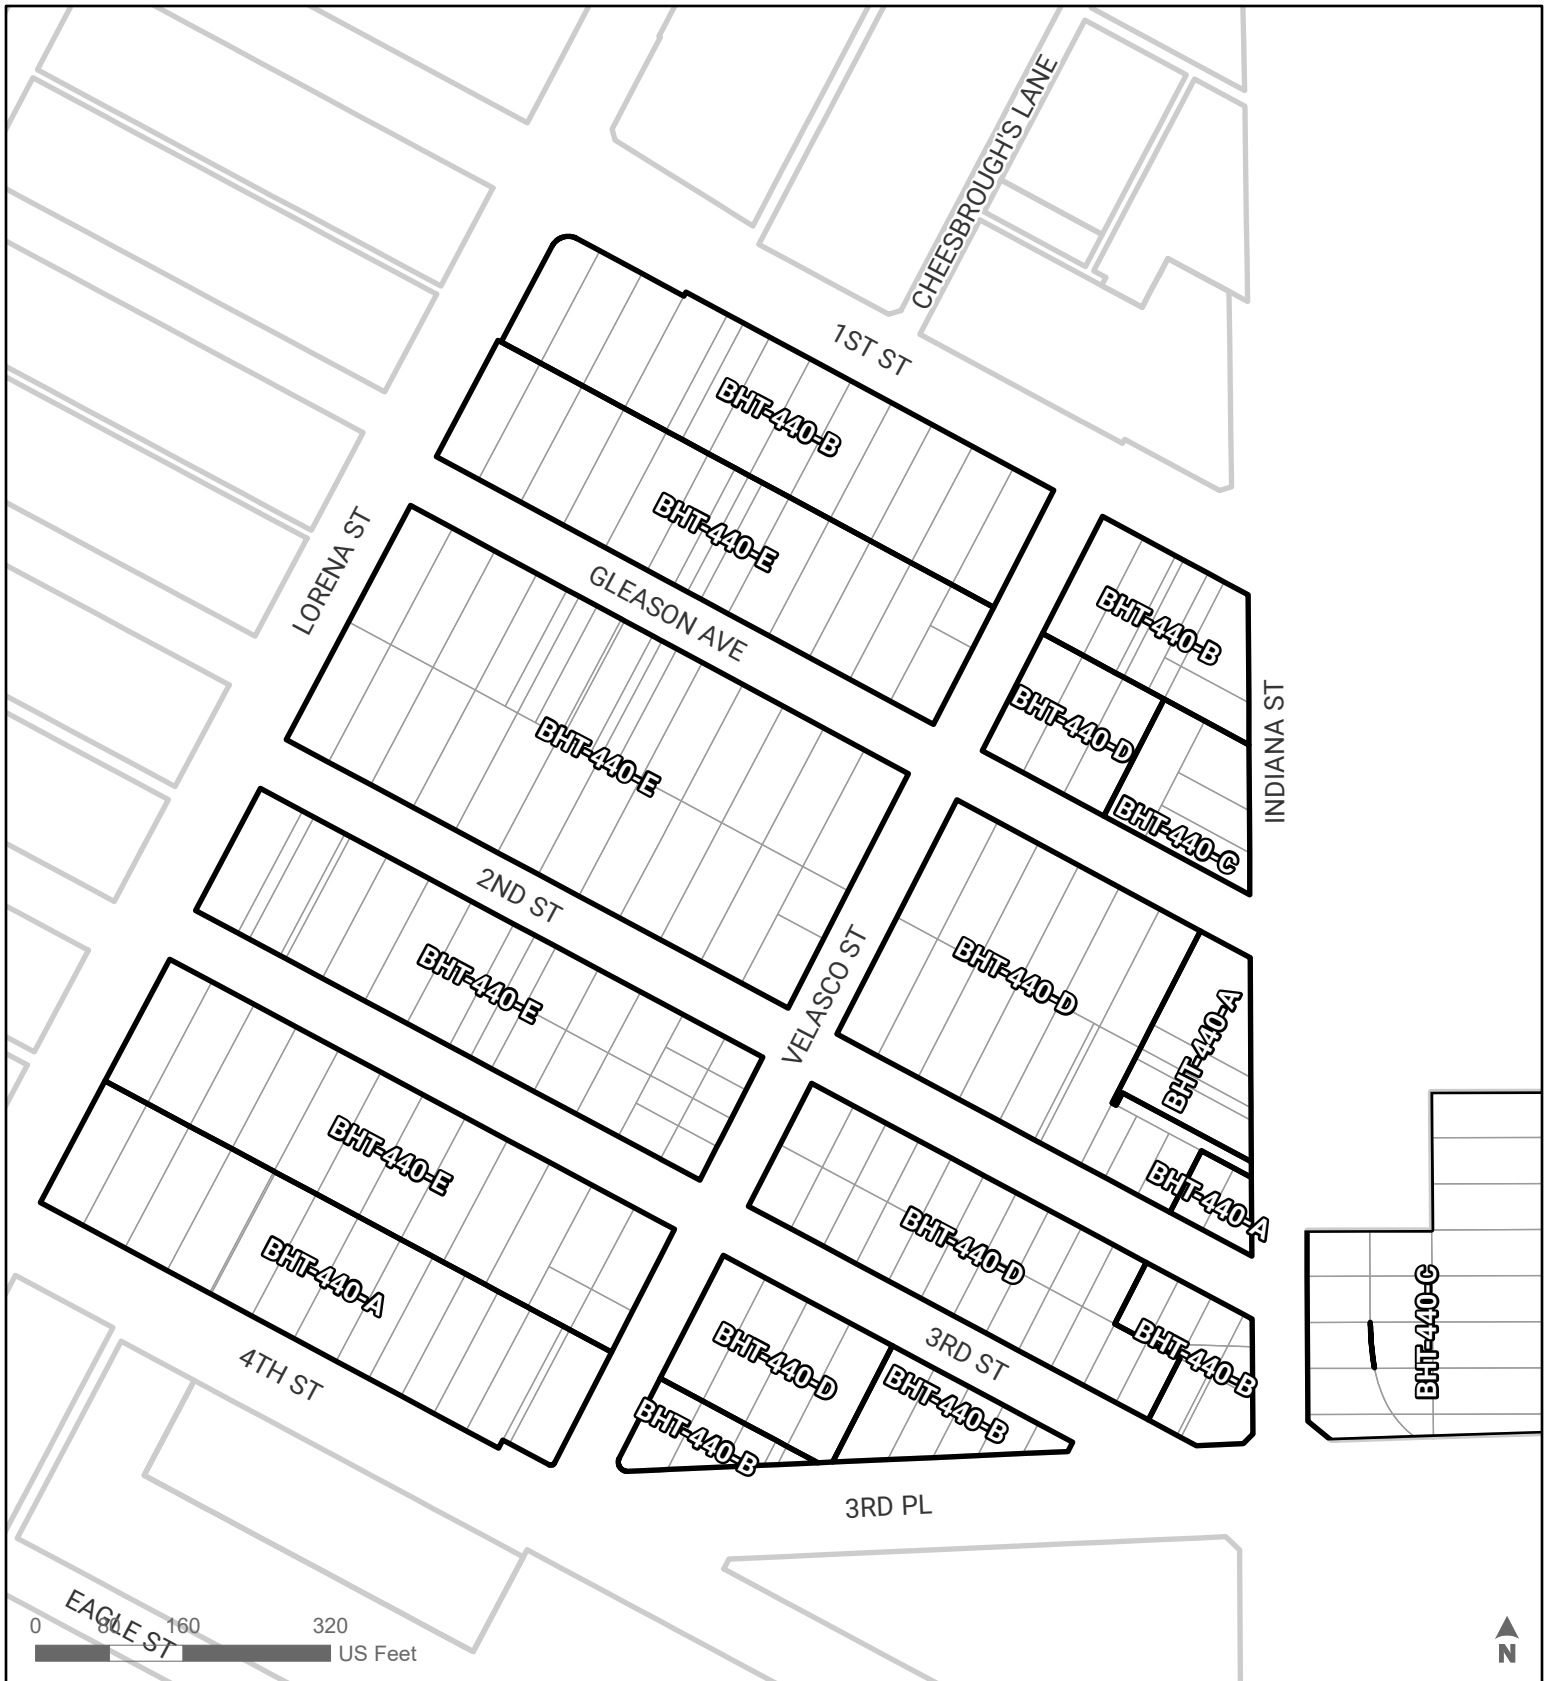 CHEESBROUGH'S LANE
1ST ST
BHT-440-B
BHT-440-E
LORENA ST
GLEASON AVE
BHT-440-B
BHT-440-D
INDIANA ST
BHT-440-C
BHT-440-E
2ND ST
VELASCO ST
BHT-440-D
BHT-440-A
BHT-440-E
BHT-440-E
BHT-440-A
BHT-440-D
BHT-440-A
4TH ST
3RD ST
BHT-440-B
BHT-440-C
BHT-440-D
BHT-440-B
BHT-440-B
3RD PL
EAGLE ST
0 80 160 320
US Feet
N